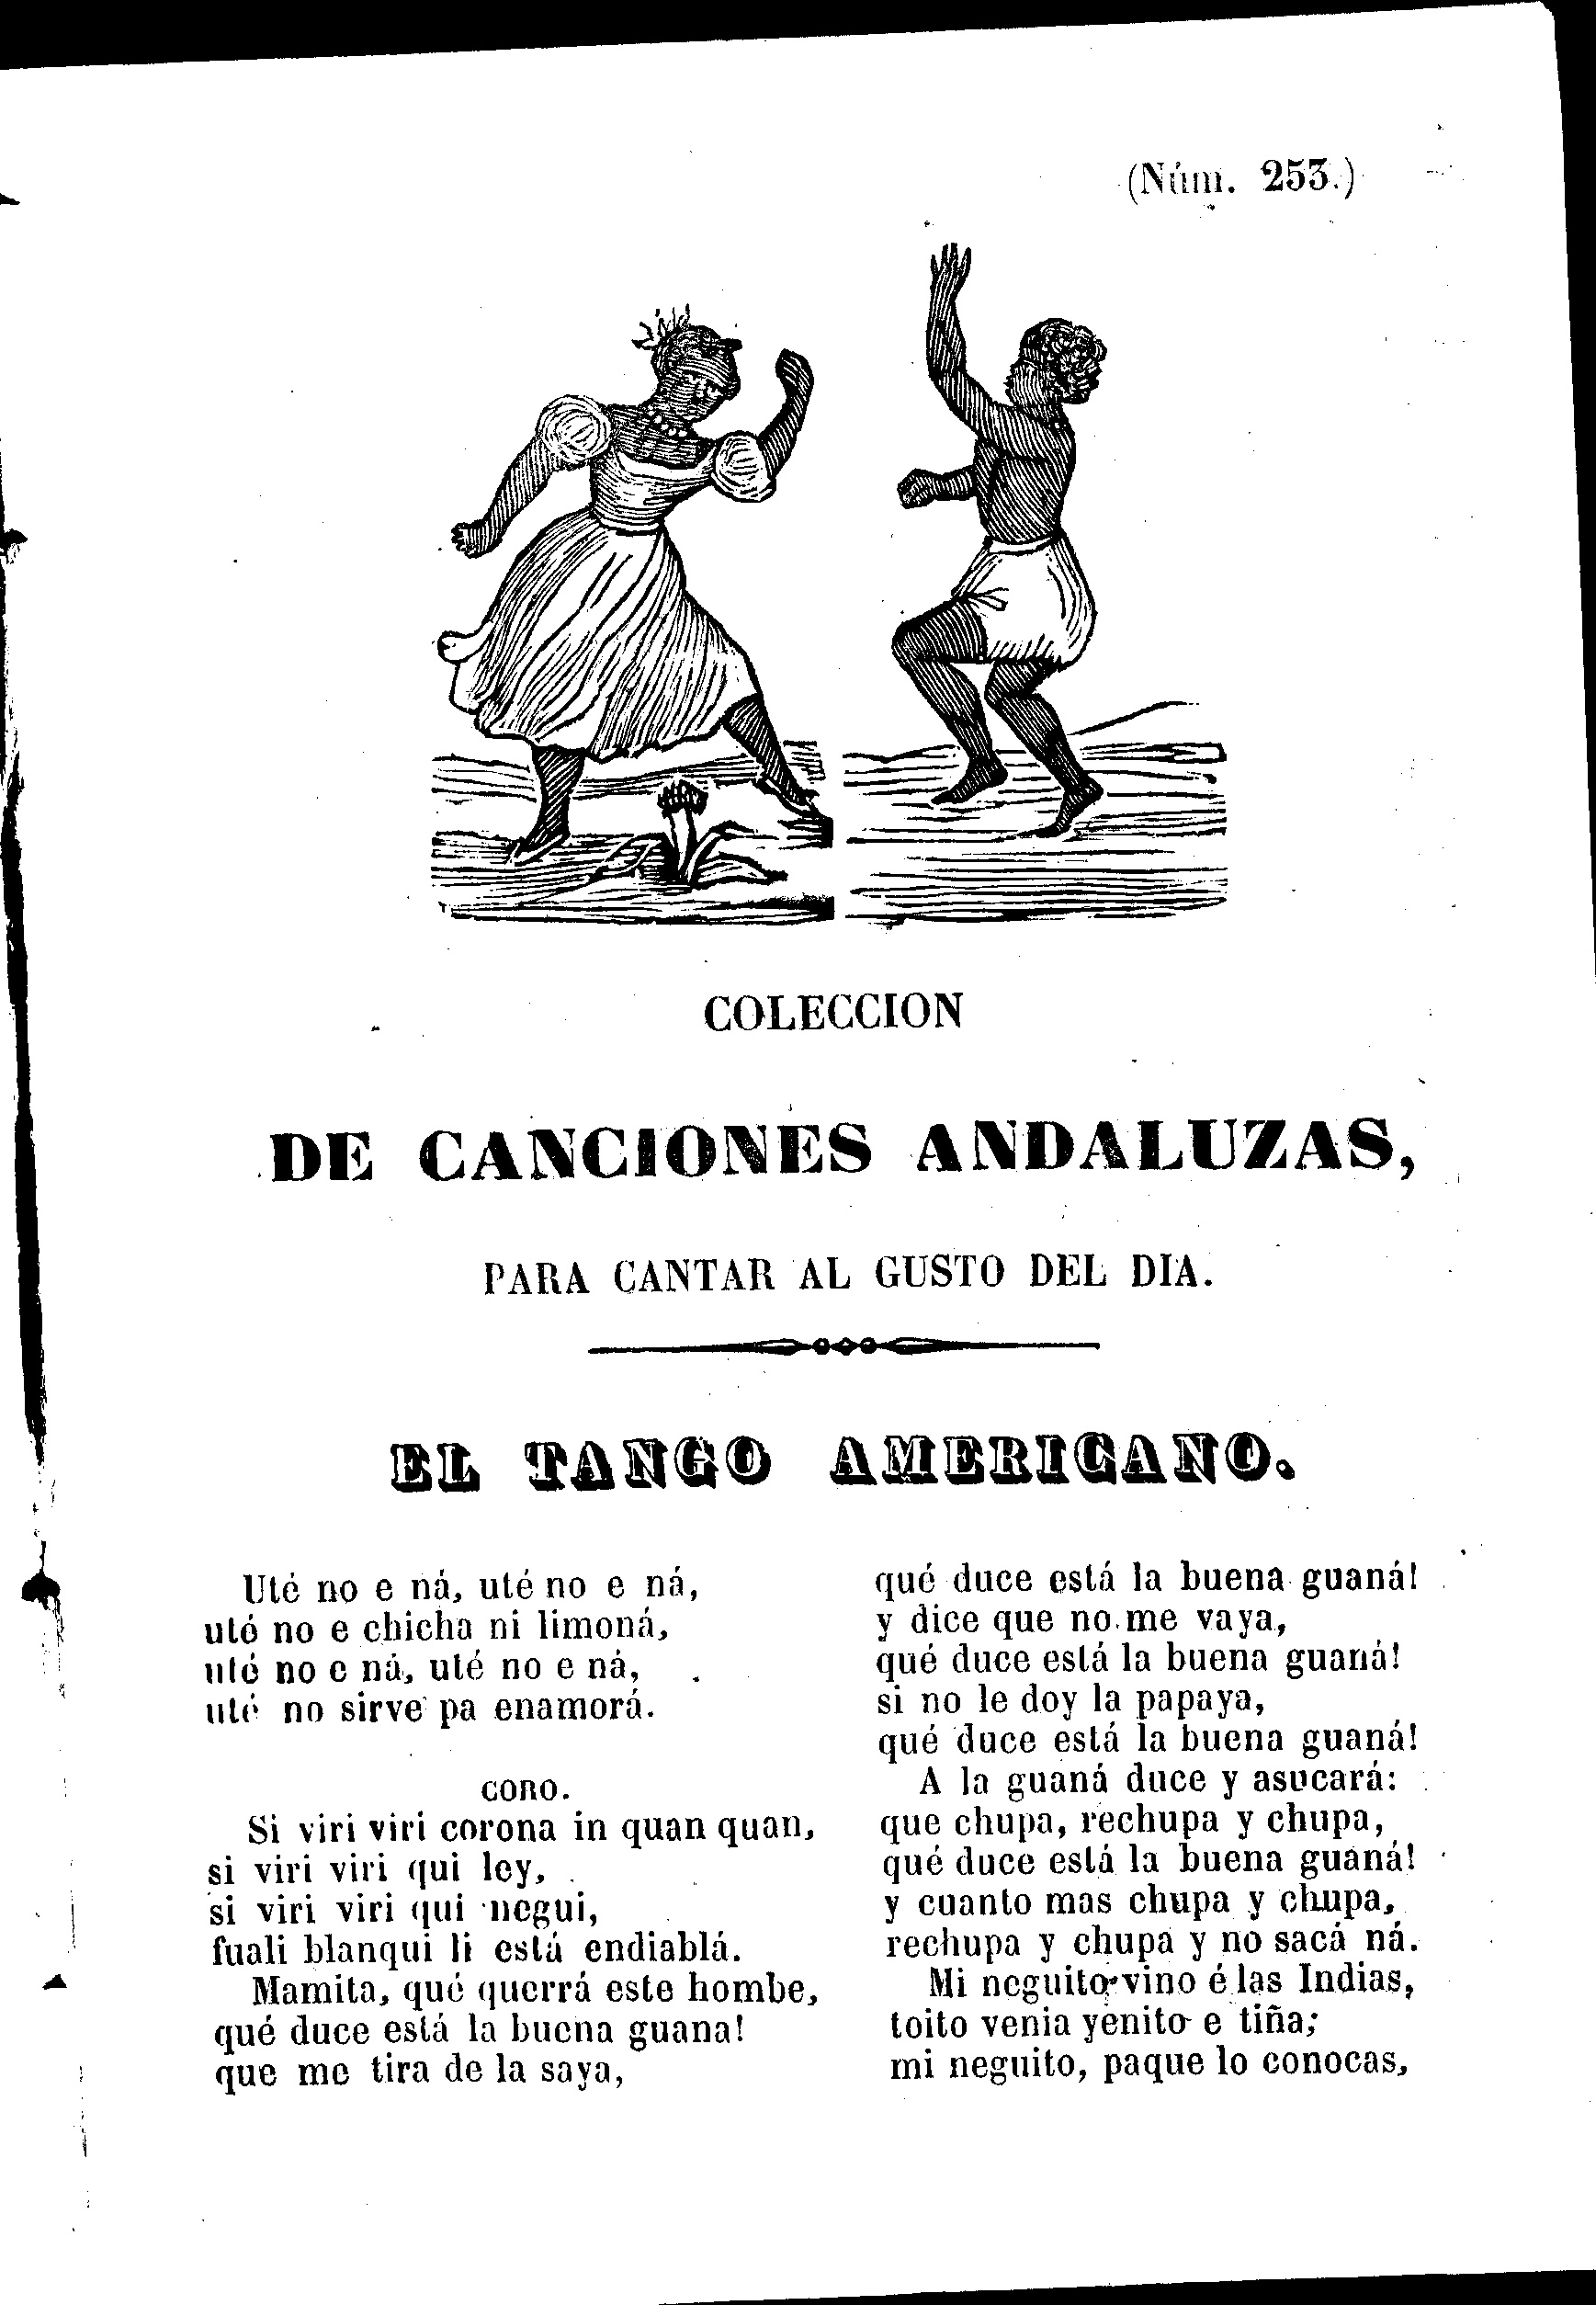 (Núm. 253.)
COLECCION
DE CANCIONES ANDALUZAS,
PARA CANTAR AL GUSTO DEL DIA.
EL TANGO AMERICANO.
Uté no e ná, uté no e ná,
uté no e chicha ni limoná,
uté no e ná, uté no e ná,
uté no sirve pa enamorá.
CORO.
Si viri viri corona in quan quan,
si viri viri qui ley,
si viri viri qui negui,
fuali blanqui li está endiablá.
Mamita, qué querrá este hombe,
qué duce está la buena guana!
que me tira de la saya,
qué duce está la buena guaná!
y dice que no me vaya,
qué duce está la buena guaná!
si no le doy la papaya,
qué duce está la buena guaná!
A la guaná duce y asucará:
que chupa, rechupa y chupa,
qué duce está la buena guaná!
y cuanto mas chupa y chupa,
rechupa y chupa y no sacá ná.
Mi neguito vino é las Indias,
toito venia yenito e tiña;
mi neguito, paque lo conocas,